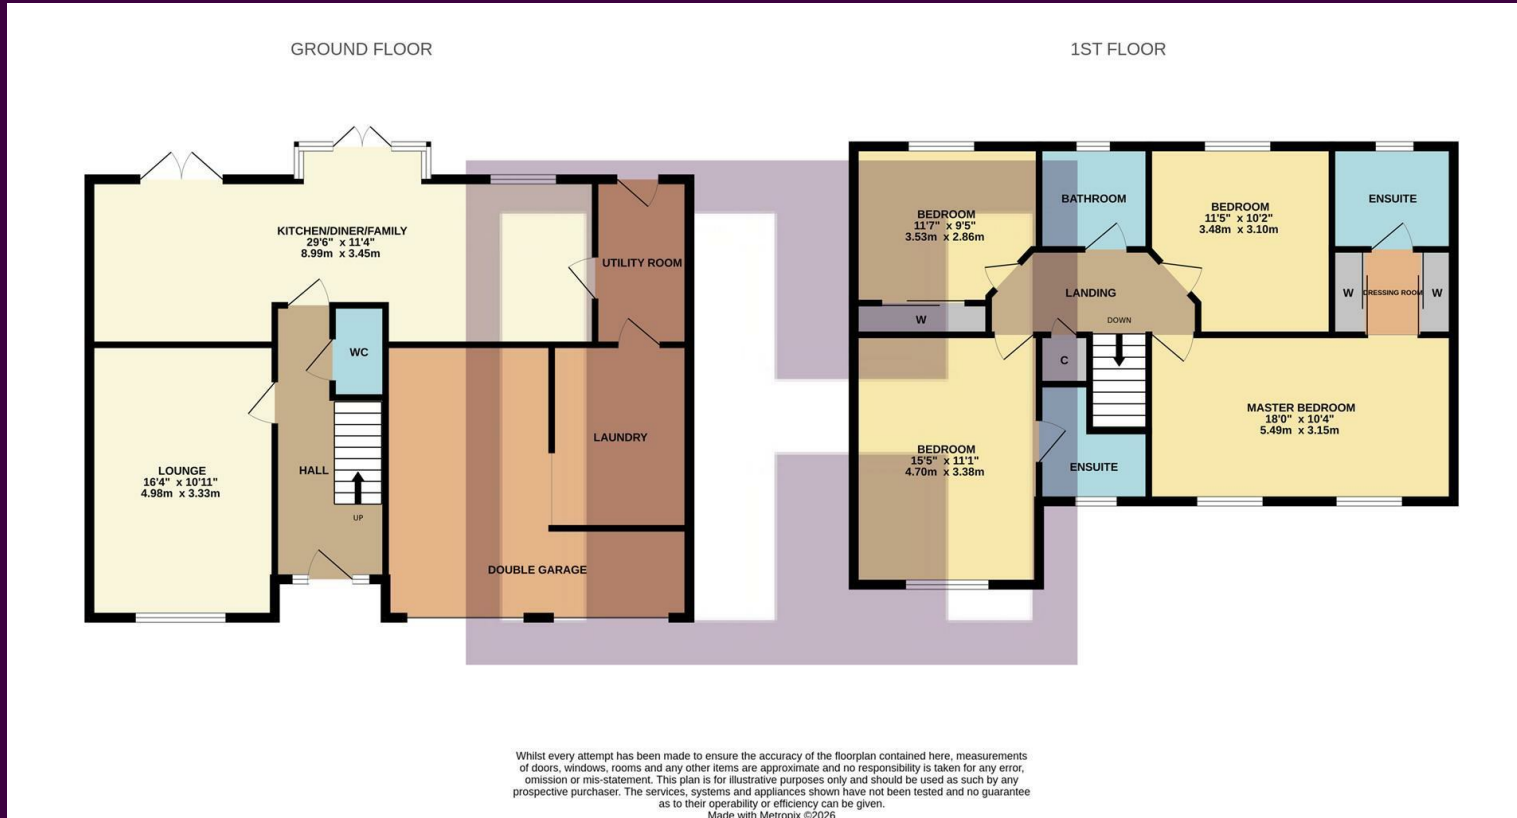 GROUND FLOOR
KITCHEN/DINER/FAMILY
29'6" x 11'4"
8.99m x 3.45m
UTILITY ROOM
WC
LOUNGE
16'4" x 10'11"
4.98m x 3.33m
HALL
UP
LAUNDRY
DOUBLE GARAGE
1ST FLOOR
BEDROOM
11'7" x 9'5"
3.53m x 2.86m
BATHROOM
BEDROOM
11'5" x 10'2"
3.48m x 3.10m
ENSUITE
W
DRESSING ROOM
W
LANDING
DOWN
W
C
BEDROOM
15'5" x 11'1"
4.70m x 3.38m
ENSUITE
MASTER BEDROOM
18'0" x 10'4"
5.49m x 3.15m
Whilst every attempt has been made to ensure the accuracy of the floorplan contained here, measurements
of doors, windows, rooms and any other items are approximate and no responsibility is taken for any error,
omission or mis-statement. This plan is for illustrative purposes only and should be used as such by any
prospective purchaser. The services, systems and appliances shown have not been tested and no guarantee
as to their operability or efficiency can be given.
Made with Metropix ©2026